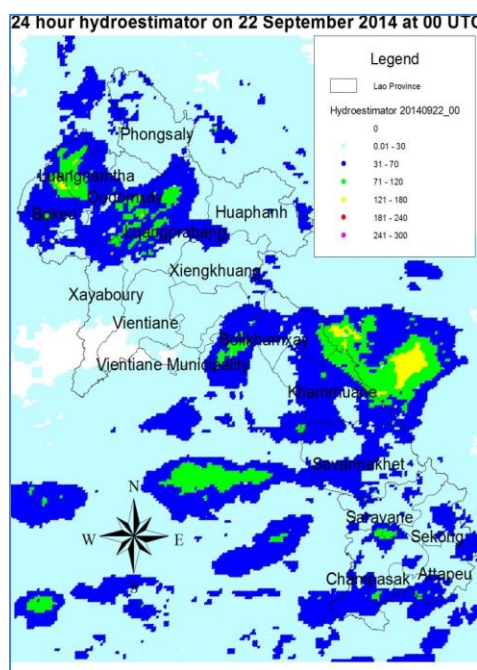 24 hour hydroestimator on 22 September 2014 at 00 UTC
Legend
Lao Province
Hydroestimator 20140922_00
0
0.01 - 30
31 - 70
71 - 120
121 - 180
181 - 240
241 - 300
Phongsaly
Luangnamtha
Oudomxay
Bokeo
Huaphanh
Luangprabang
Xiengkhuang
Xayaboury
Vientiane
Bolikhamxay
Vientiane Municipality
Khammuane
Savannakhet
N
Saravane
W
E
Sekong
Attapeu
Champasak
S